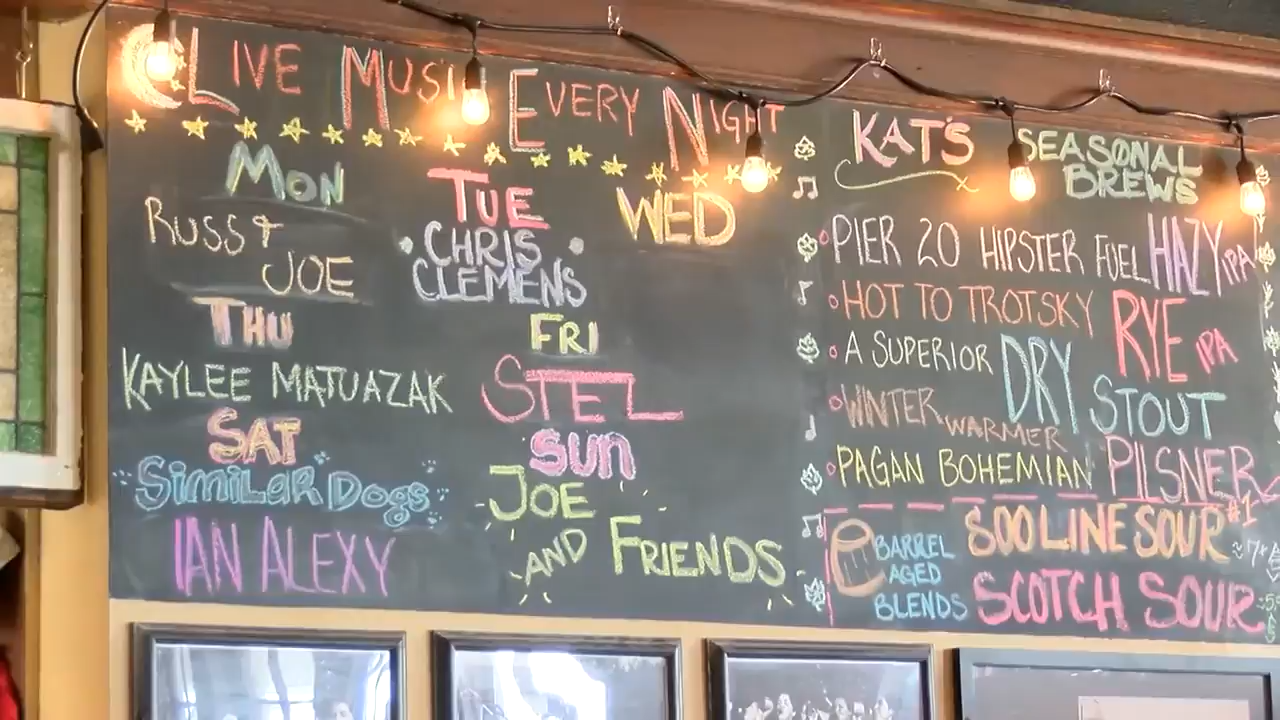 LIVE MUSIC EVERY NIGHT
MON
RUSS &
JOE
TUE
CHRIS
CLEMENS
WED
THU
KAYLEE MATUAZAK
FRI
STEL
SAT
SIMILAR DOGS
IAN ALEXY
SUN
JOE
AND FRIENDS
KAT'S SEASONAL
BREWS
PIER 20 HIPSTER FUEL HAZY IPA
HOT TO TROTSKY RYE IPA
A SUPERIOR DRY STOUT
WINTER WARMER
PAGAN BOHEMIAN PILSNER
BARREL
AGED
BLENDS
SOO LINE SOUR #1
SCOTCH SOUR